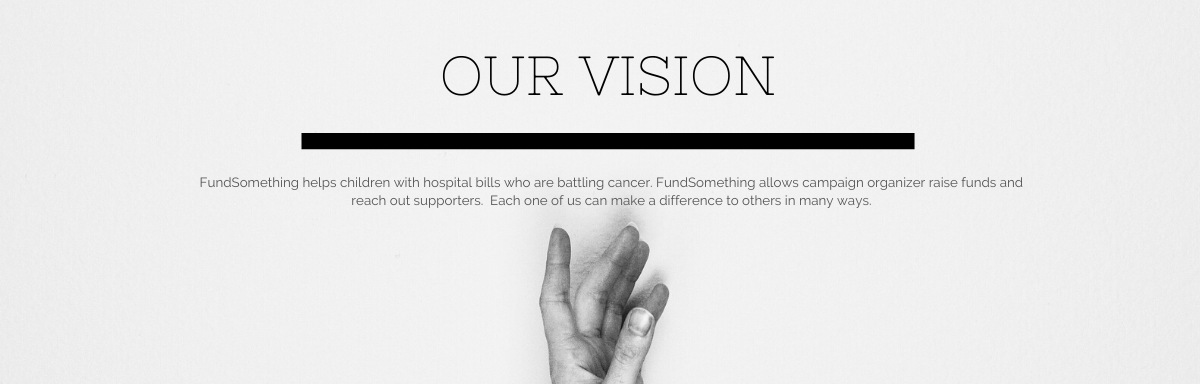 OUR VISION
FundSomething helps children with hospital bills who are battling cancer. FundSomething allows campaign organizer raise funds and
reach out supporters.  Each one of us can make a difference to others in many ways.